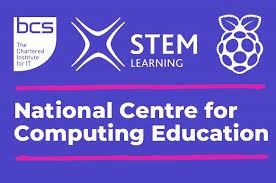 bcs
The
Chartered
Institute
for IT
STEM
LEARNING
National Centre for
Computing Education